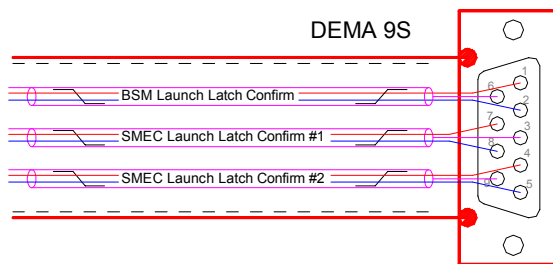 DEMA 9S
BSM Launch Latch Confirm
SMEC Launch Latch Confirm #1
SMEC Launch Latch Confirm #2
1
6
2
7
3
8
4
9
5